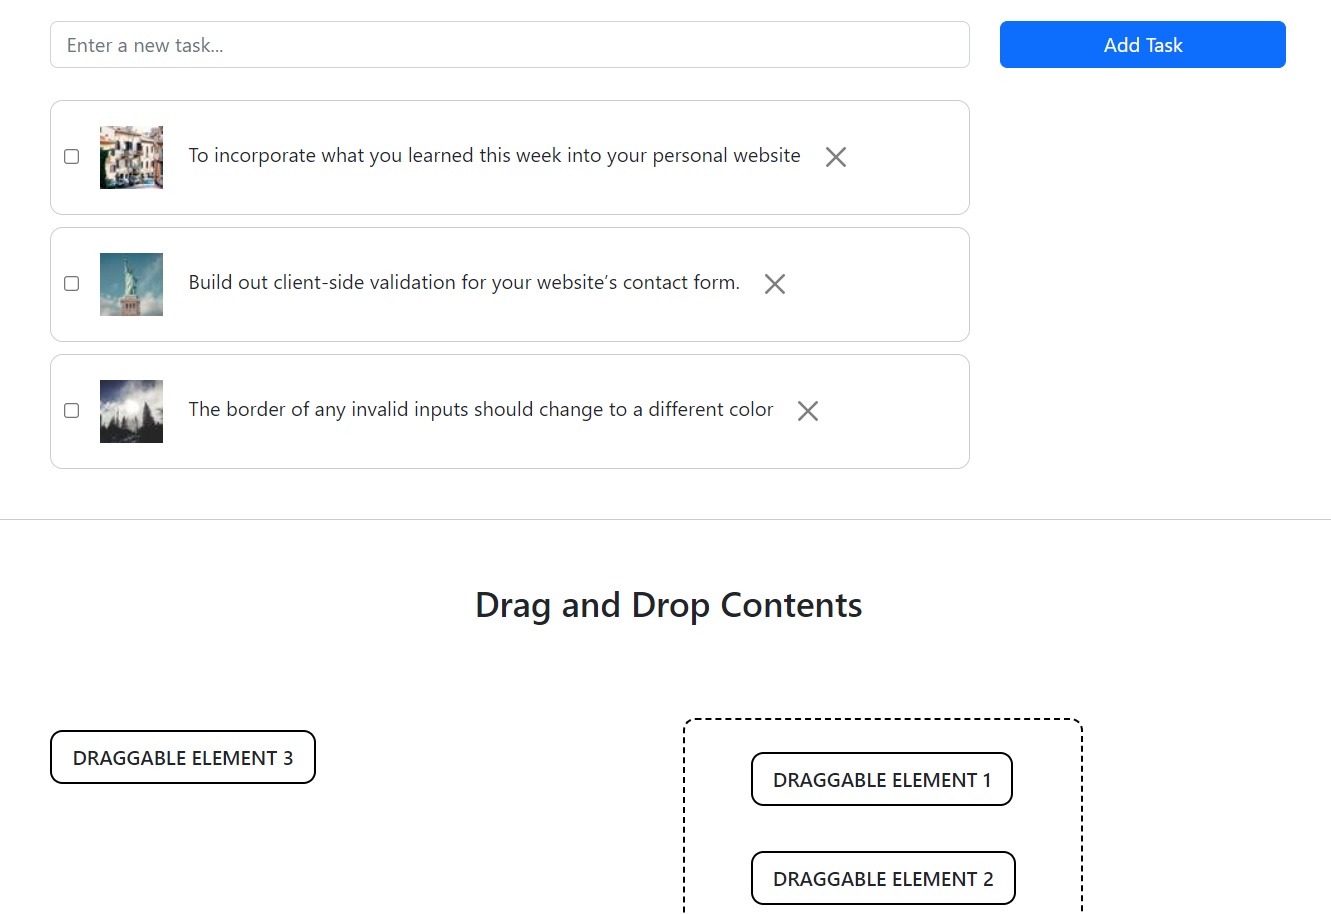 Enter a new task...
Add Task
To incorporate what you learned this week into your personal website
Build out client-side validation for your website’s contact form.
The border of any invalid inputs should change to a different color
Drag and Drop Contents
DRAGGABLE ELEMENT 3
DRAGGABLE ELEMENT 1
DRAGGABLE ELEMENT 2